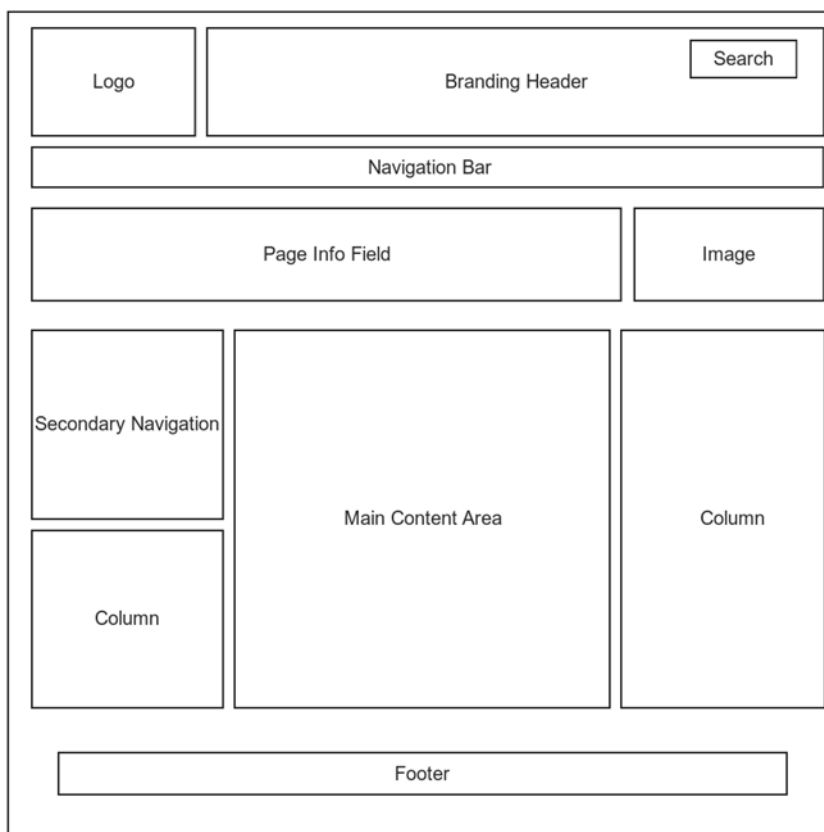 Logo
Branding Header
Search
Navigation Bar
Page Info Field
Image
Secondary Navigation
Main Content Area
Column
Column
Footer